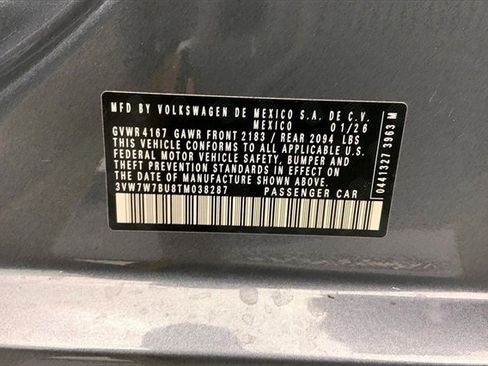 MFD BY VOLKSWAGEN DE MEXICO S.A. DE C.V.
MEXICO 01/26
GVWR 4167 GAWR FRONT 2183 / REAR 2094 LBS
THIS VEHICLE CONFORMS TO ALL APPLICABLE U.S.
FEDERAL MOTOR VEHICLE SAFETY, BUMPER AND
THEFT PREVENTION STANDARDS IN EFFECT ON
THE DATE OF MANUFACTURE SHOWN ABOVE.
3VW7W7BU8TM038287 PASSENGER CAR
0441327 3963 M